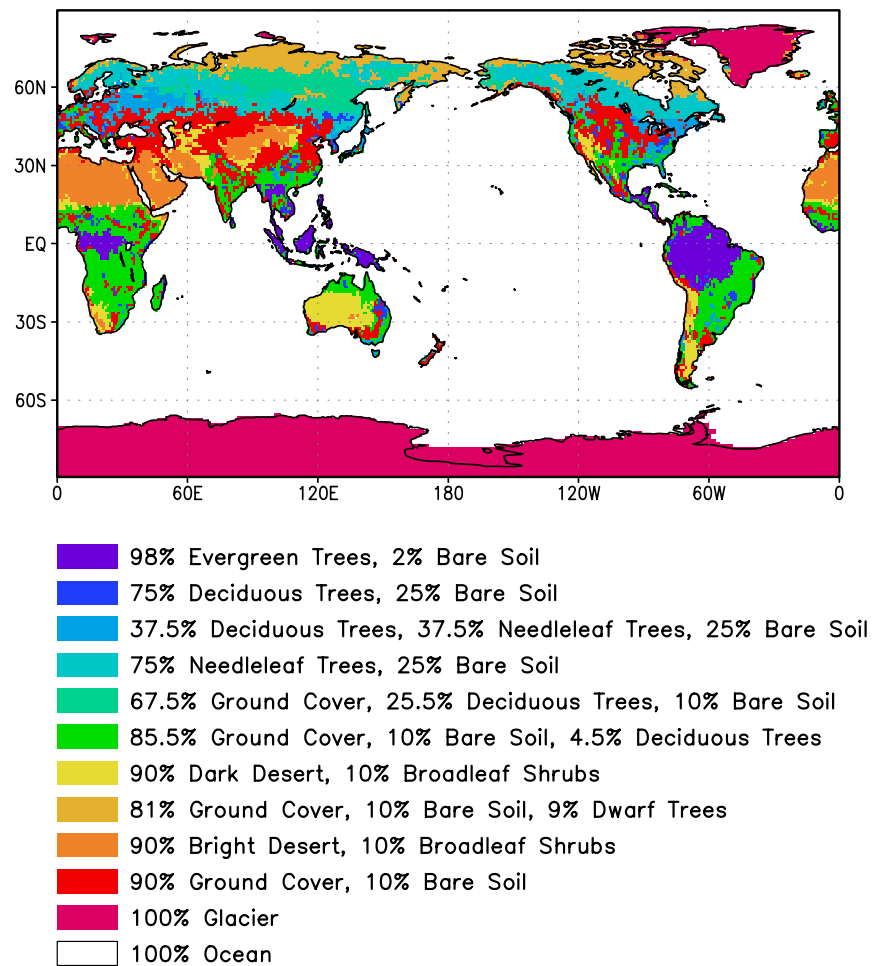 60N
30N
EQ
30S
60S
0 60E 120E 180 120W 60W 0
98% Evergreen Trees, 2% Bare Soil
75% Deciduous Trees, 25% Bare Soil
37.5% Deciduous Trees, 37.5% Needleleaf Trees, 25% Bare Soil
75% Needleleaf Trees, 25% Bare Soil
67.5% Ground Cover, 25.5% Deciduous Trees, 10% Bare Soil
85.5% Ground Cover, 10% Bare Soil, 4.5% Deciduous Trees
90% Dark Desert, 10% Broadleaf Shrubs
81% Ground Cover, 10% Bare Soil, 9% Dwarf Trees
90% Bright Desert, 10% Broadleaf Shrubs
90% Ground Cover, 10% Bare Soil
100% Glacier
100% Ocean